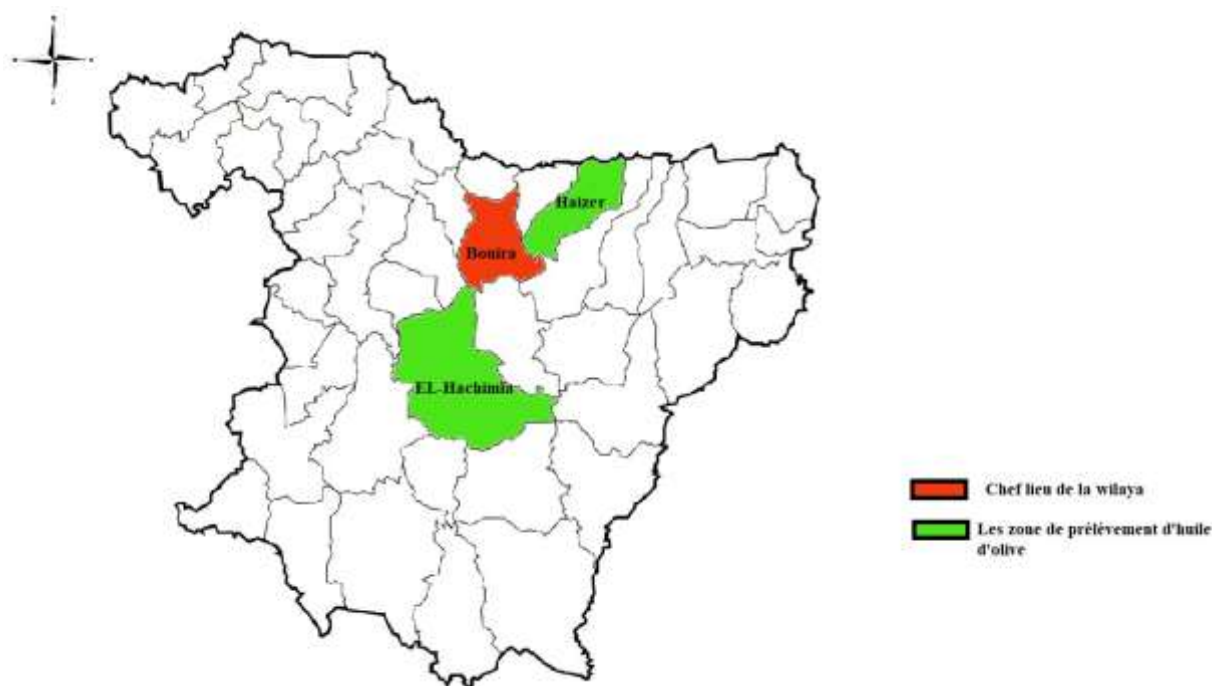 Haizer
Bouira
EL-Hachimia
Chef lieu de la wilaya
Les zone de prélèvement d'huile
d'olive